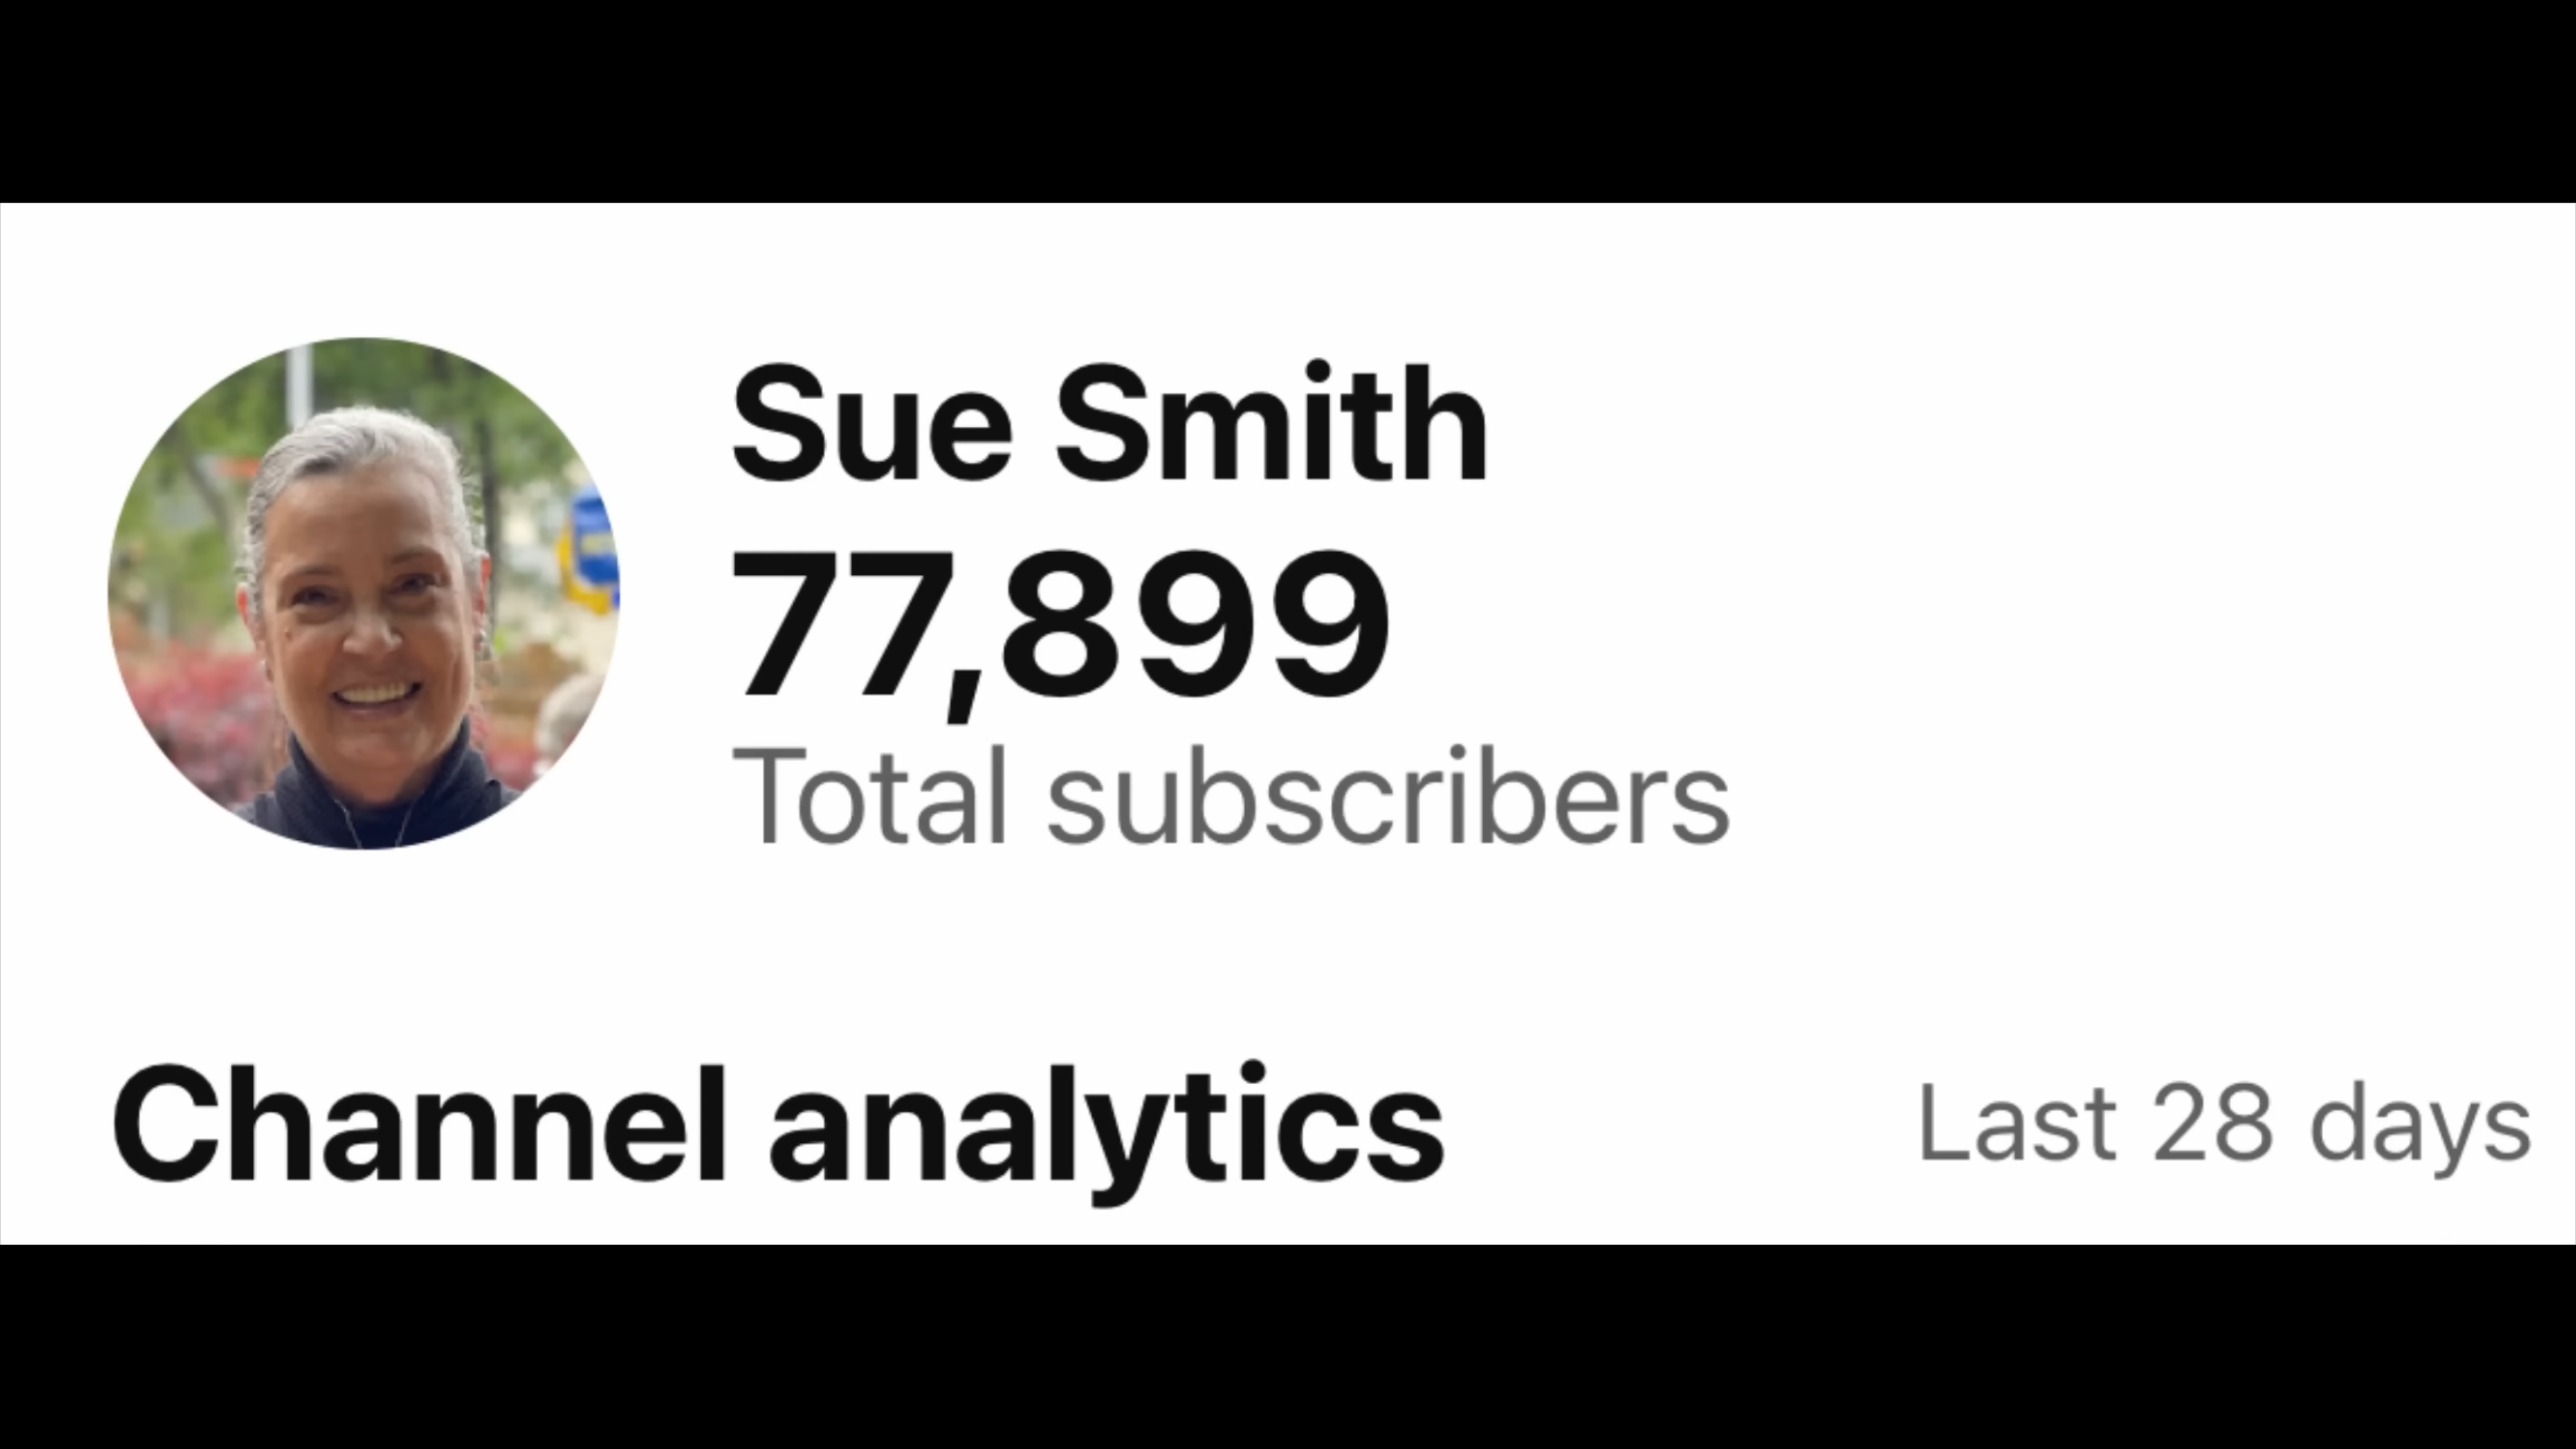 Sue Smith
77,899
Total subscribers
Channel analytics
Last 28 days